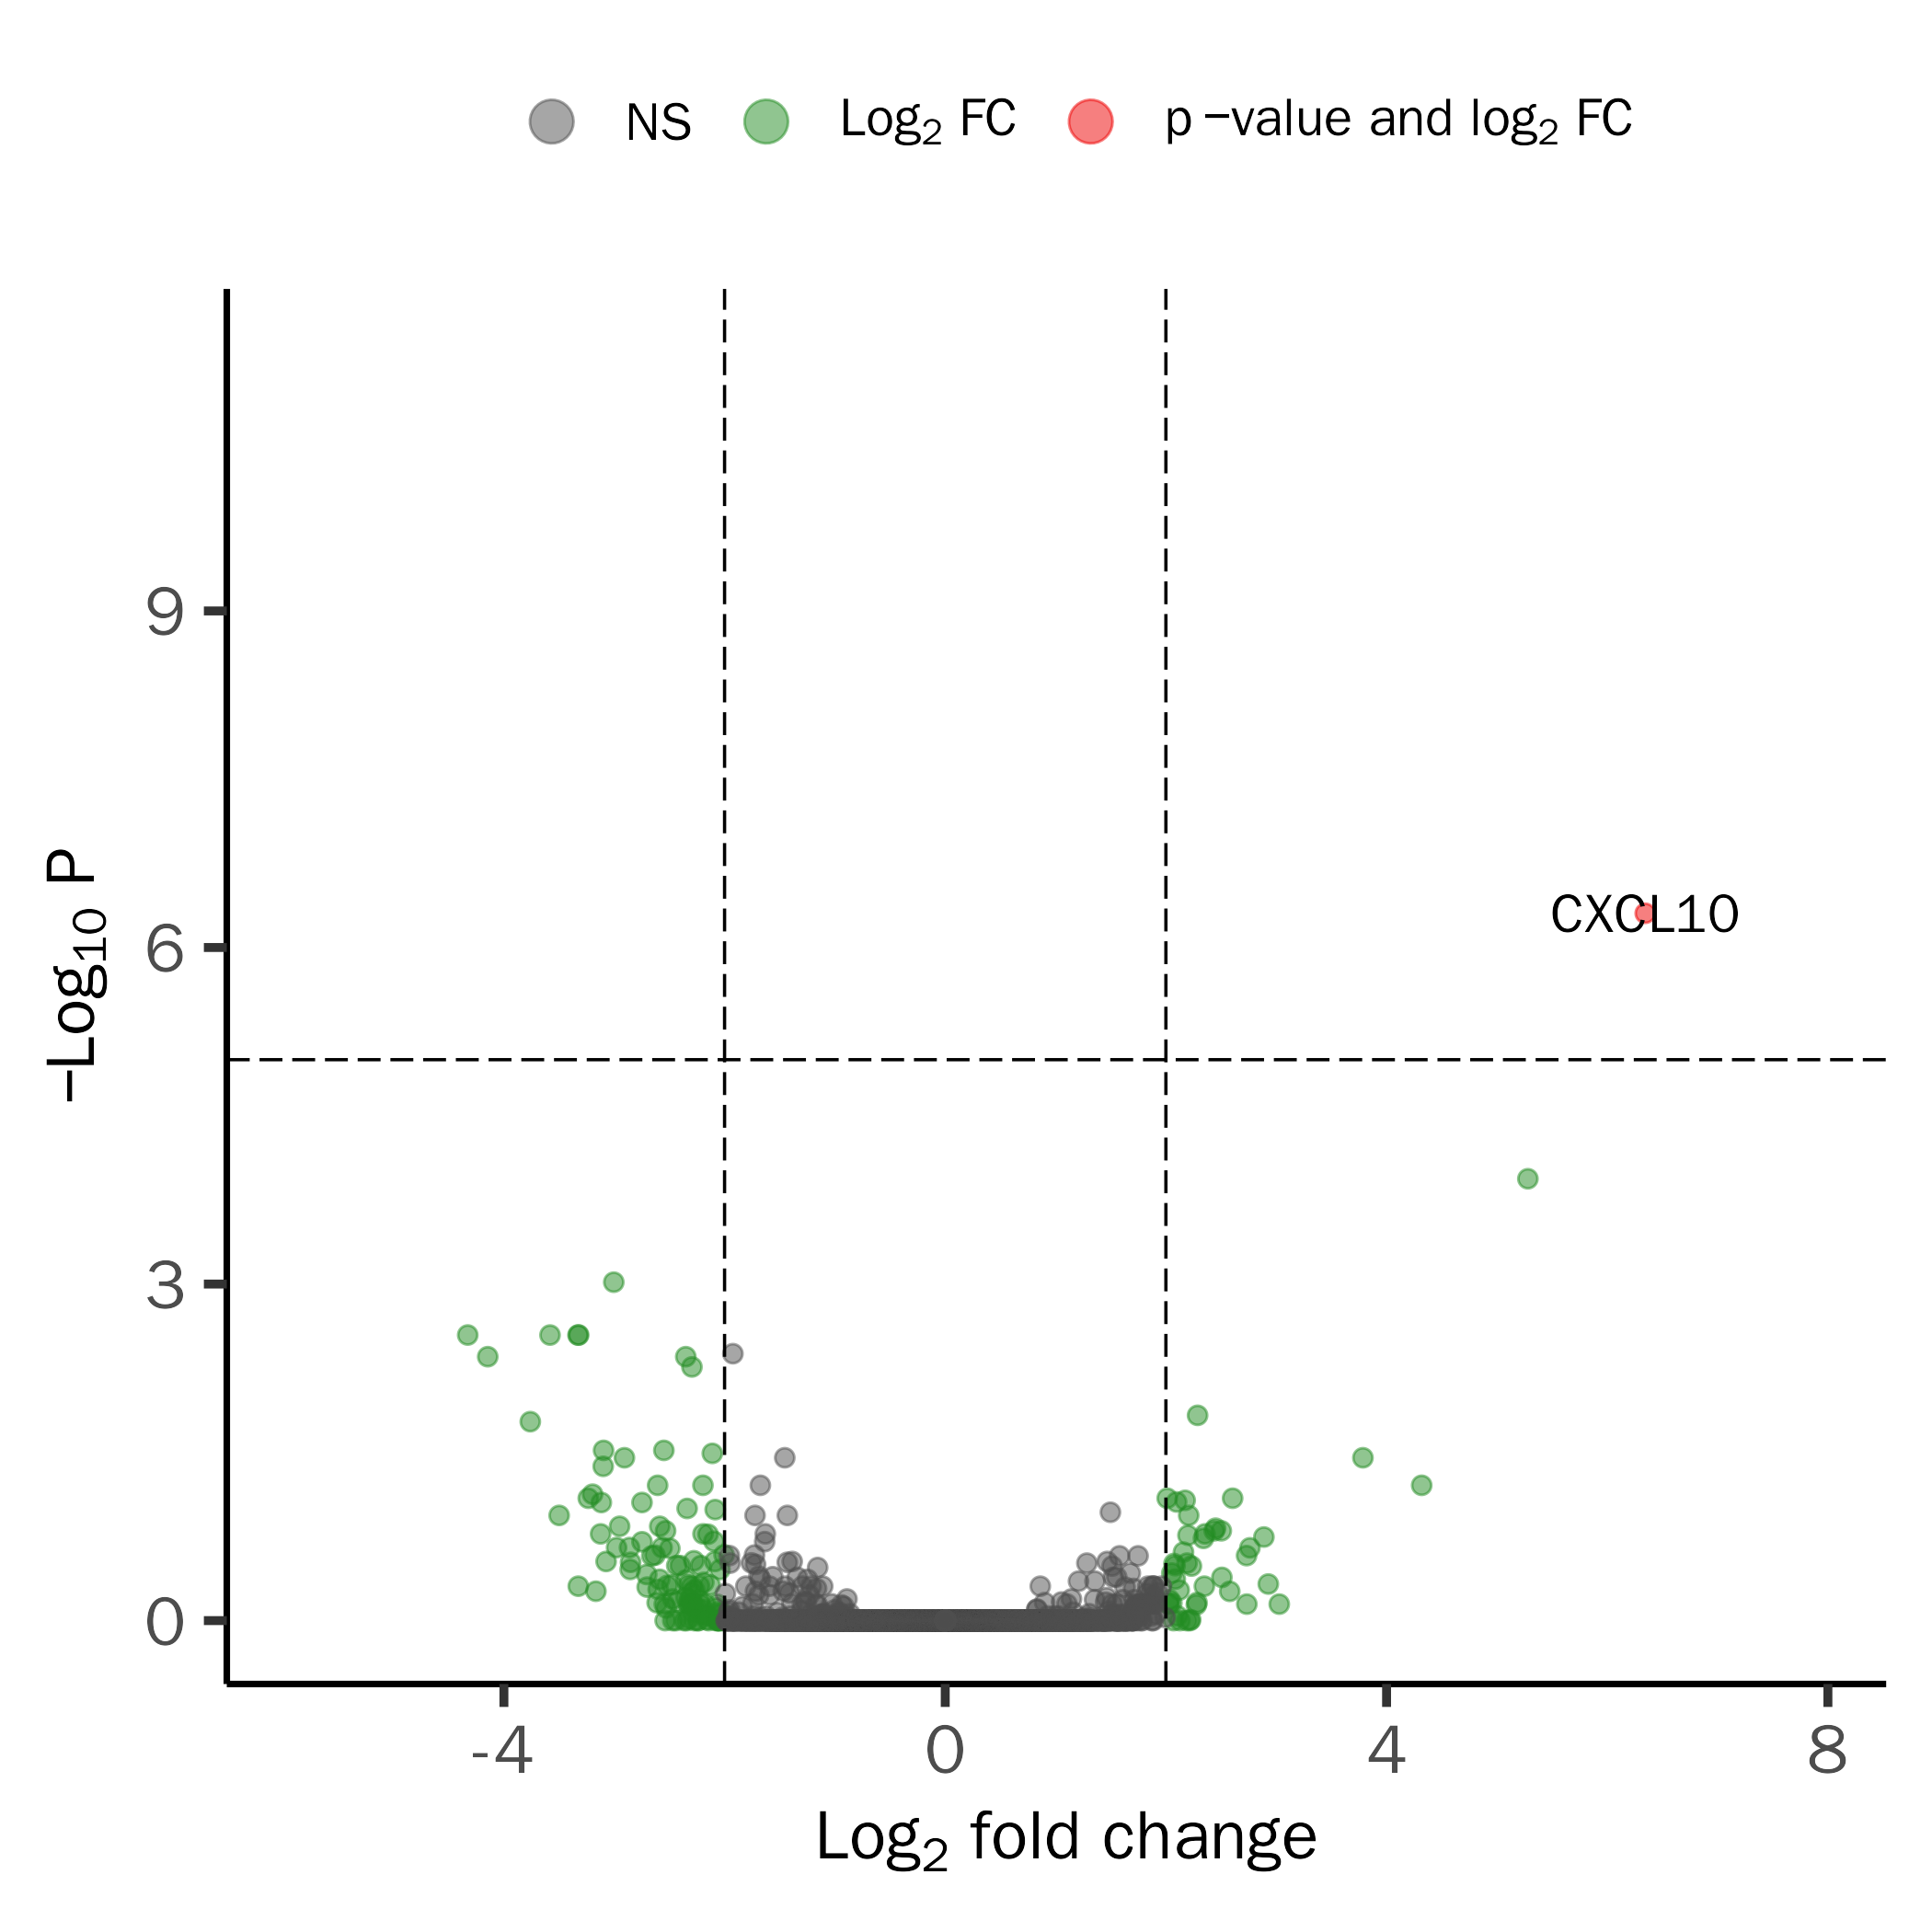 NS Log₂ FC p −value and log₂ FC
9
6
3
0
−Log₁₀ P
CXCL10
-4 0 4 8
Log₂ fold change